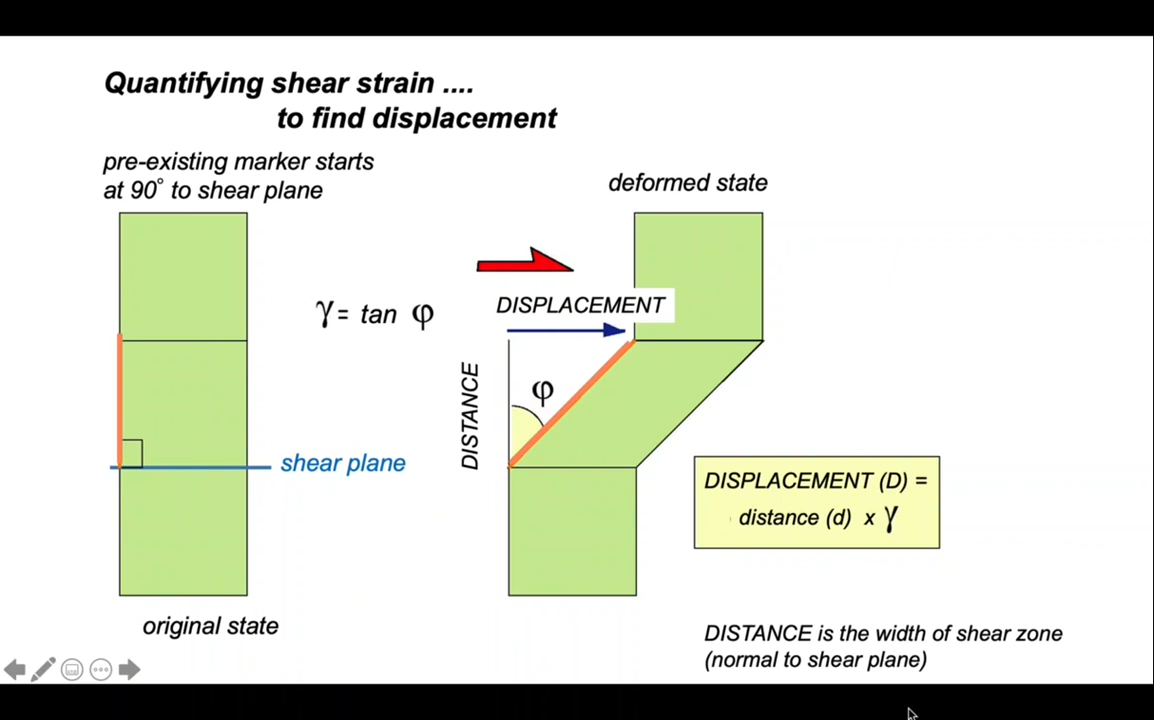 Quantifying shear strain ....
to find displacement
pre-existing marker starts
at 90° to shear plane
deformed state
γ = tan φ
DISPLACEMENT
DISTANCE
φ
shear plane
DISPLACEMENT (D) =
distance (d) x γ
original state
DISTANCE is the width of shear zone
(normal to shear plane)